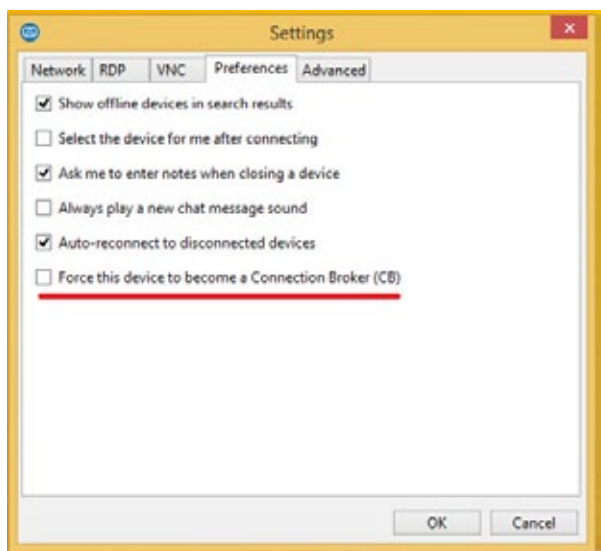 Settings
Network RDP VNC Preferences Advanced
Show offline devices in search results
Select the device for me after connecting
Ask me to enter notes when closing a device
Always play a new chat message sound
Auto-reconnect to disconnected devices
Force this device to become a Connection Broker (CB)
OK Cancel